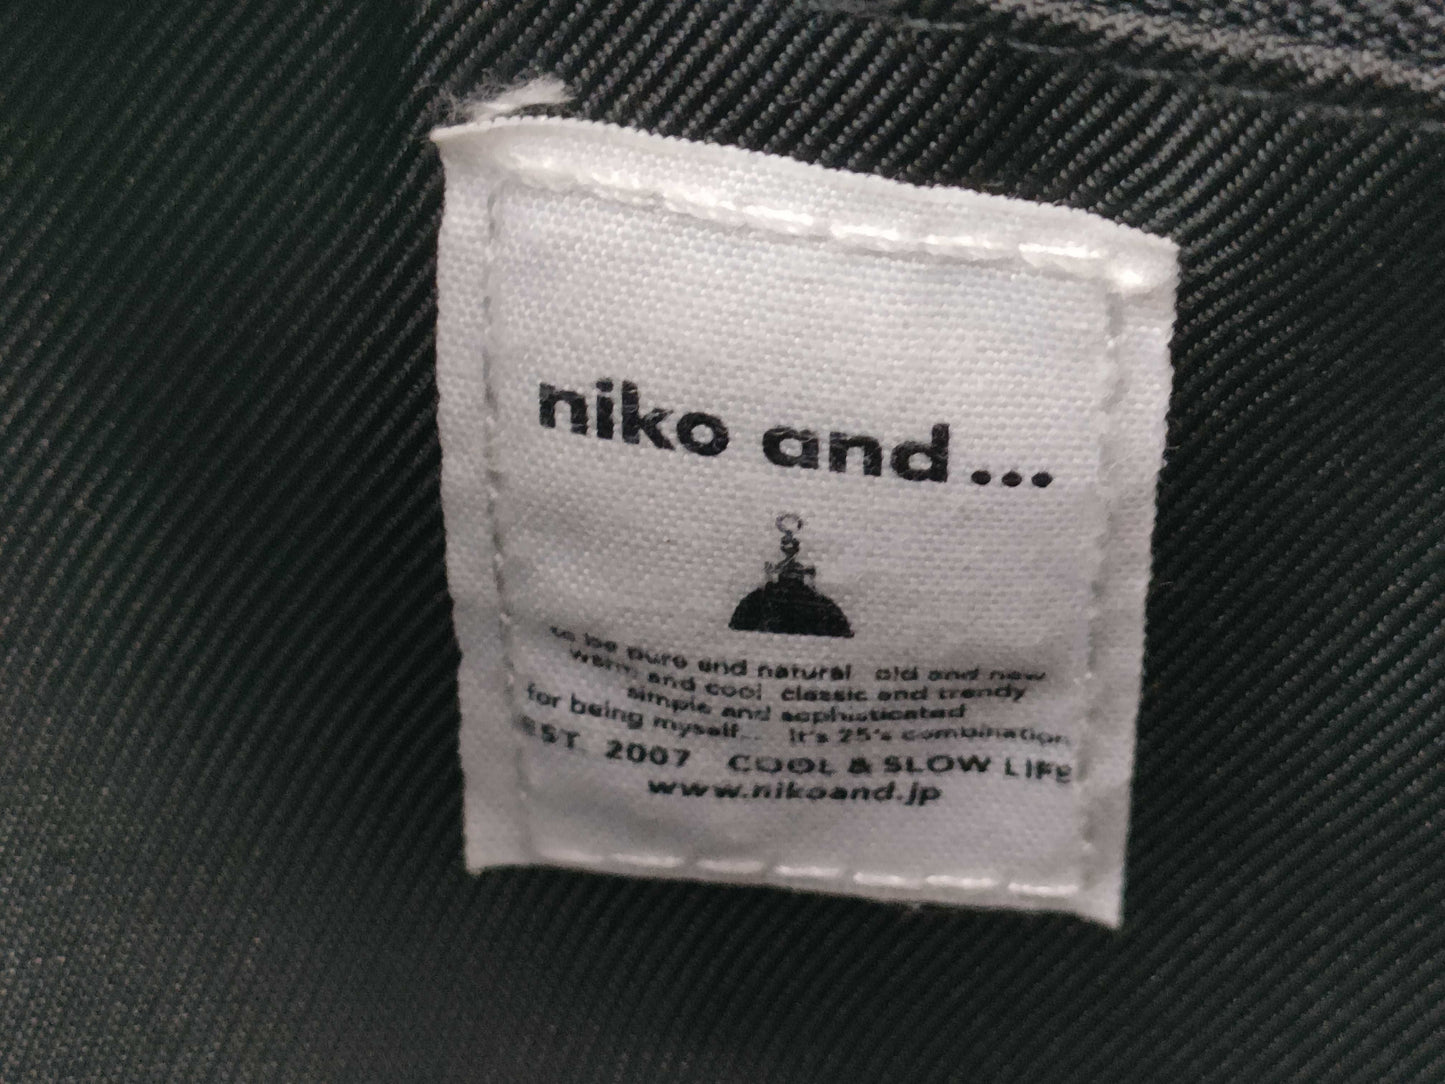 niko and...
to be pure and natural old and new
warm and cool classic and trendy
simple and sophisticated
for being myself... It's 25's combination
EST. 2007 COOL & SLOW LIFE
www.nikoand.jp